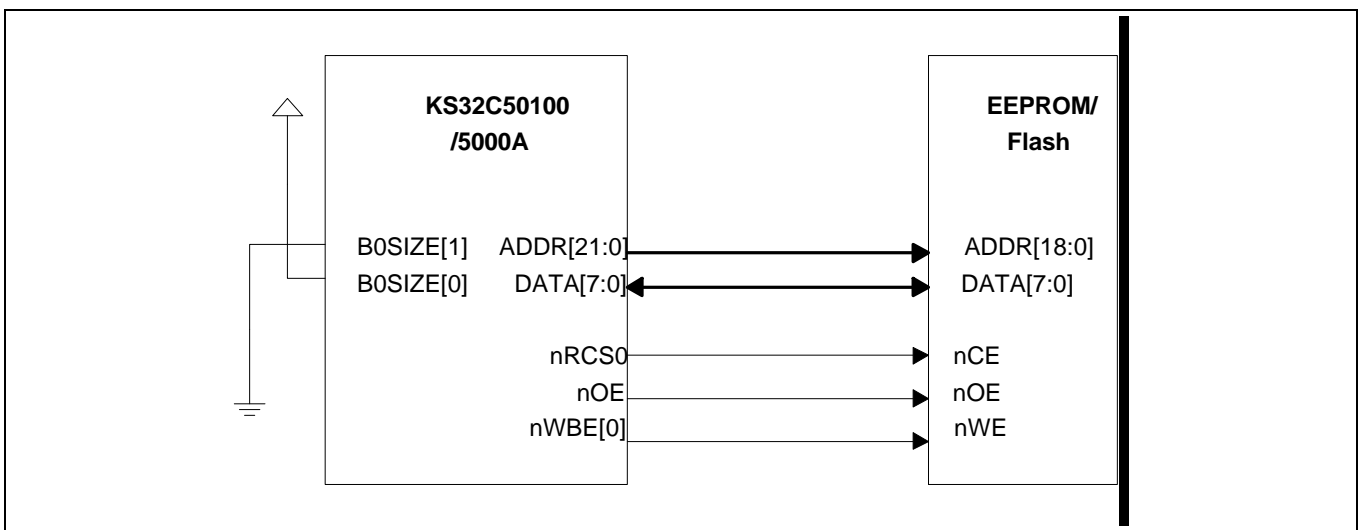 KS32C50100
/5000A
EEPROM/
Flash
B0SIZE[1] ADDR[21:0]
B0SIZE[0] DATA[7:0]
nRCS0
nOE
nWBE[0]
ADDR[18:0]
DATA[7:0]
nCE
nOE
nWE